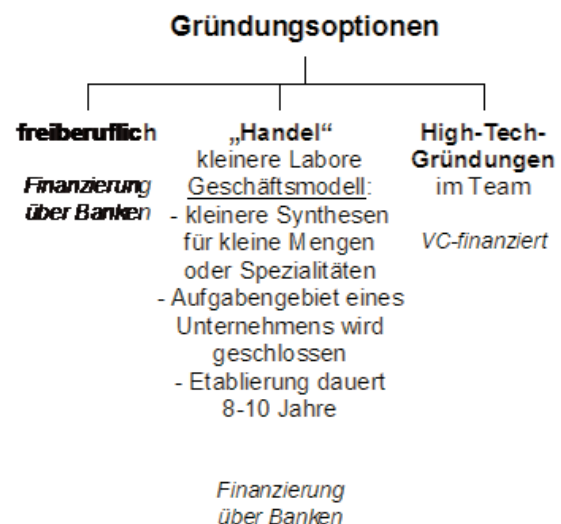 Gründungsoptionen
freiberuflich
Finanzierung
über Banken
„Handel“
kleinere Labore
Geschäftsmodell:
- kleinere Synthesen
für kleine Mengen
oder Spezialitäten
- Aufgabengebiet eines
Unternehmens wird
geschlossen
- Etablierung dauert
8-10 Jahre
Finanzierung
über Banken
High-Tech-
Gründungen
im Team
VC-finanziert